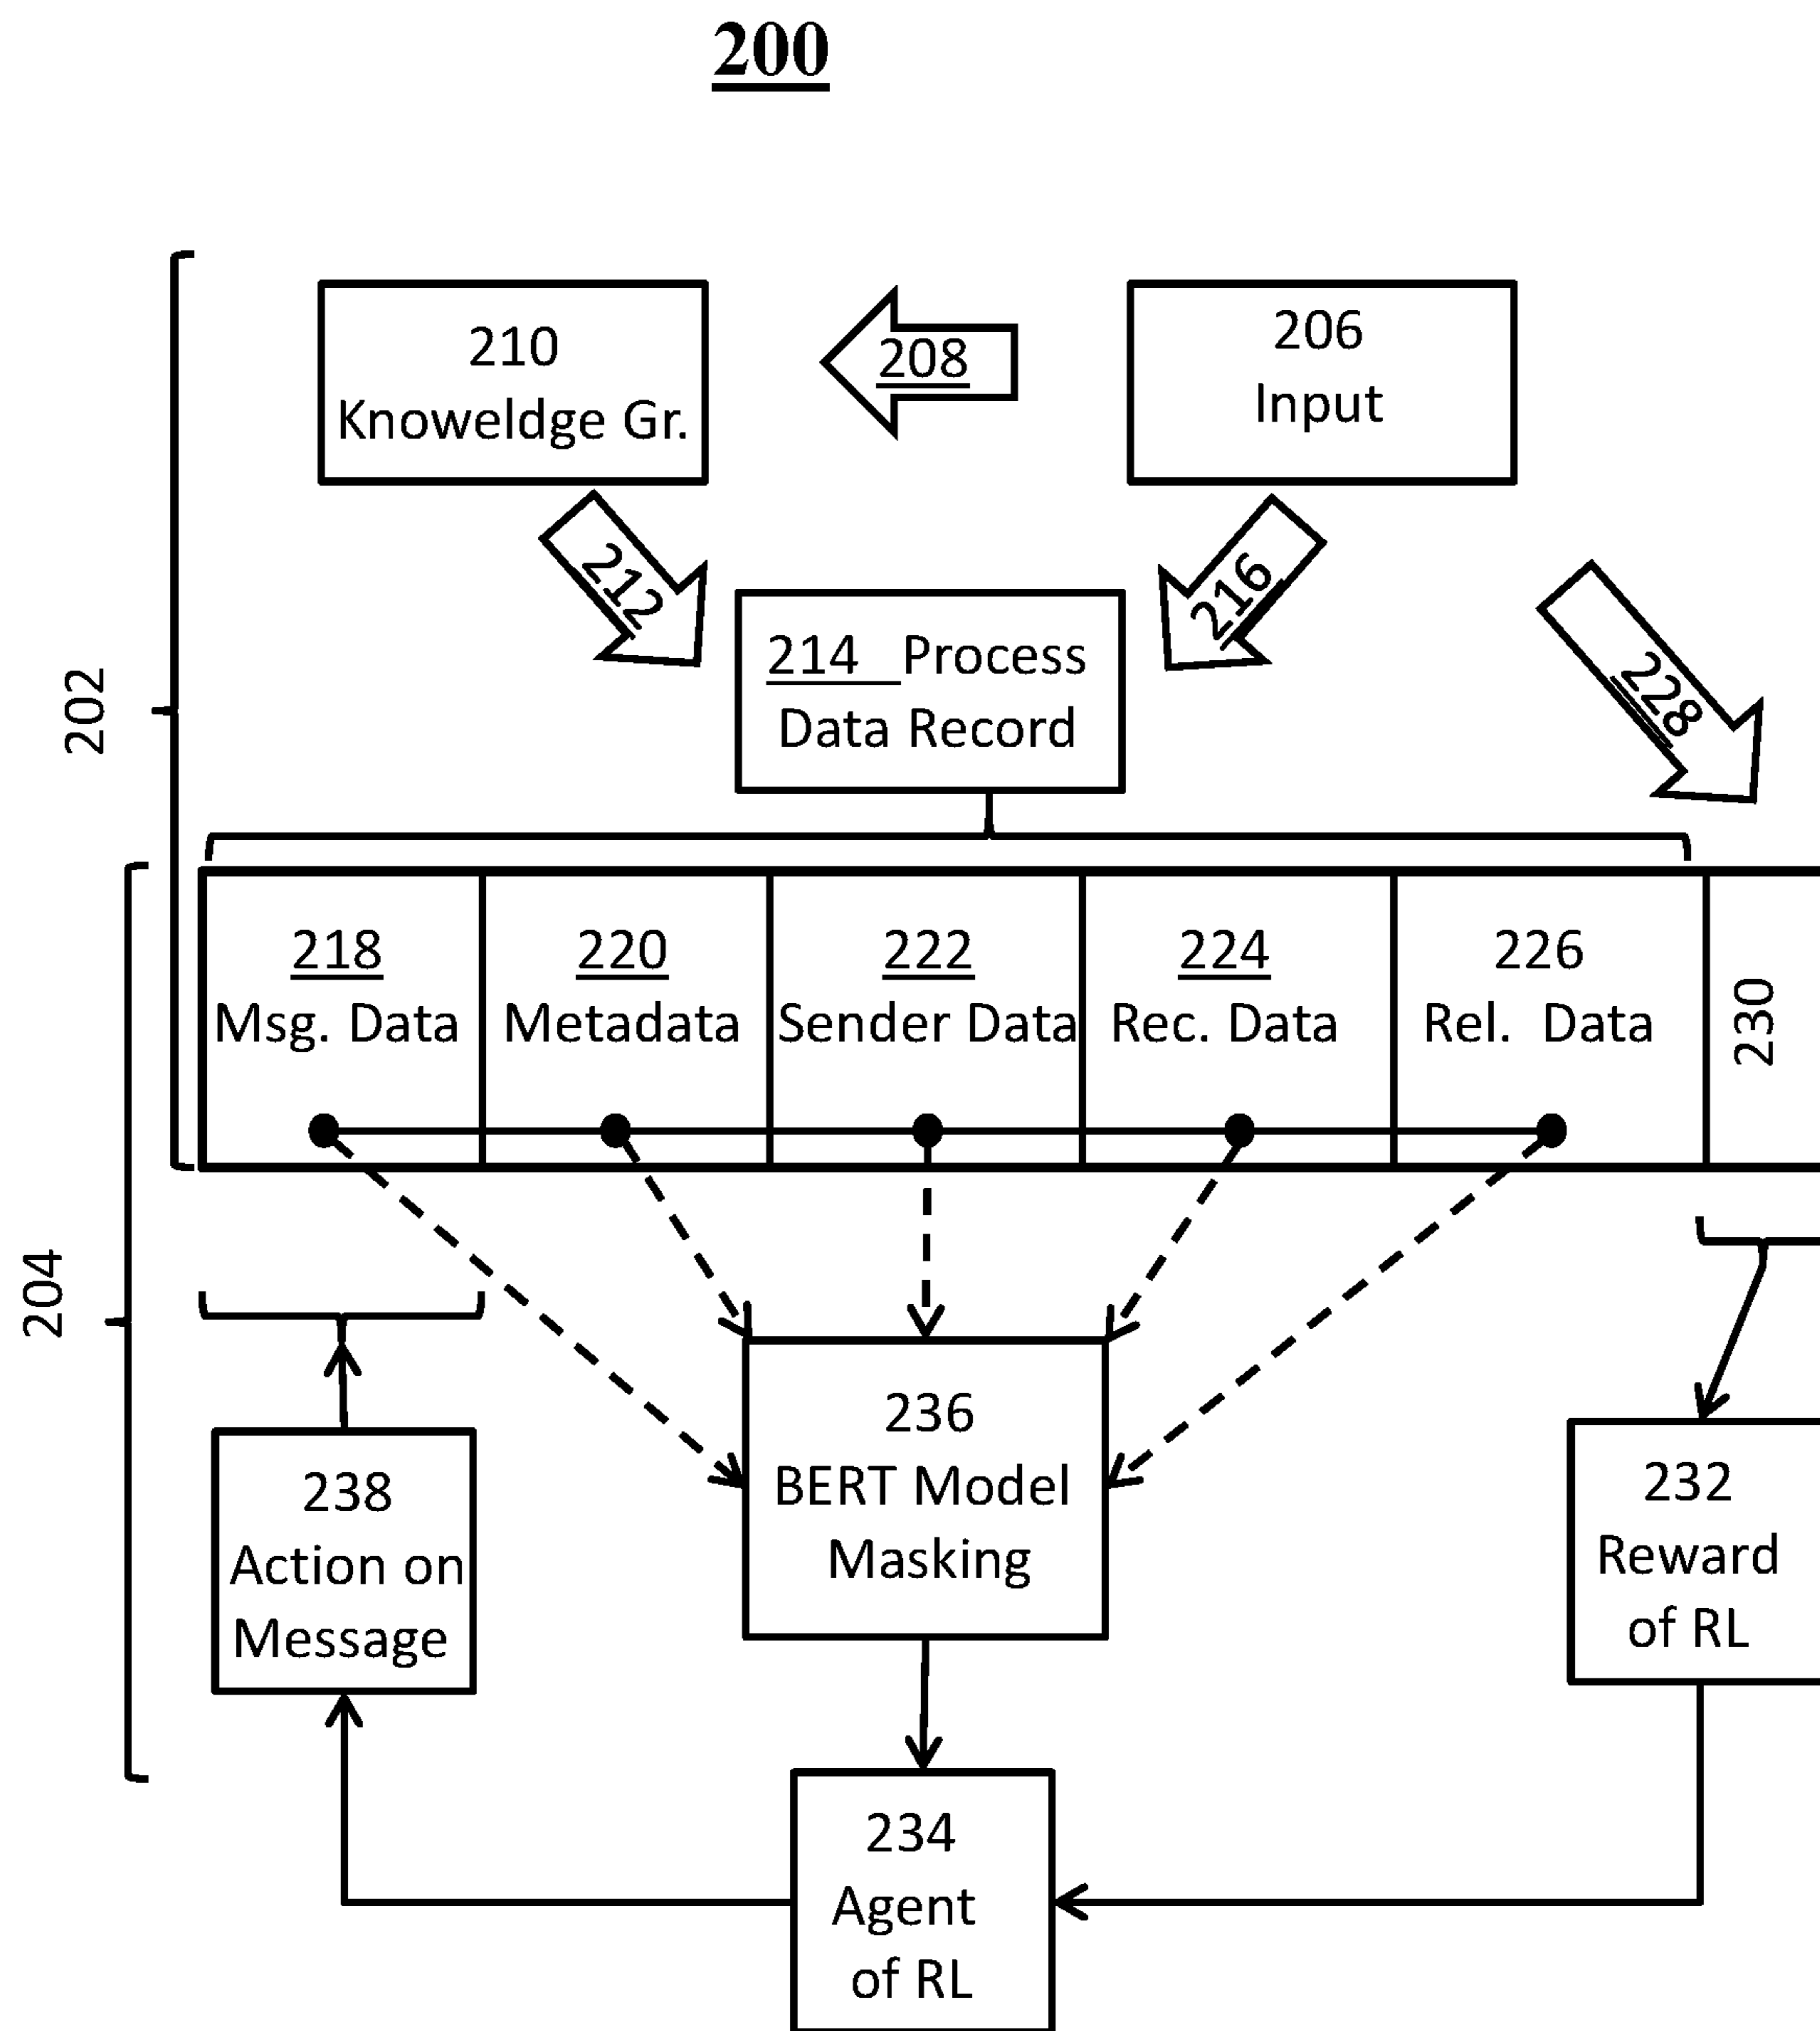 200
210
Knoweldge Gr.
208
206
Input
212
216
228
214 Process
Data Record
202
218
Msg. Data
220
Metadata
222
Sender Data
224
Rec. Data
226
Rel. Data
230
204
238
Action on
Message
236
BERT Model
Masking
232
Reward
of RL
234
Agent
of RL